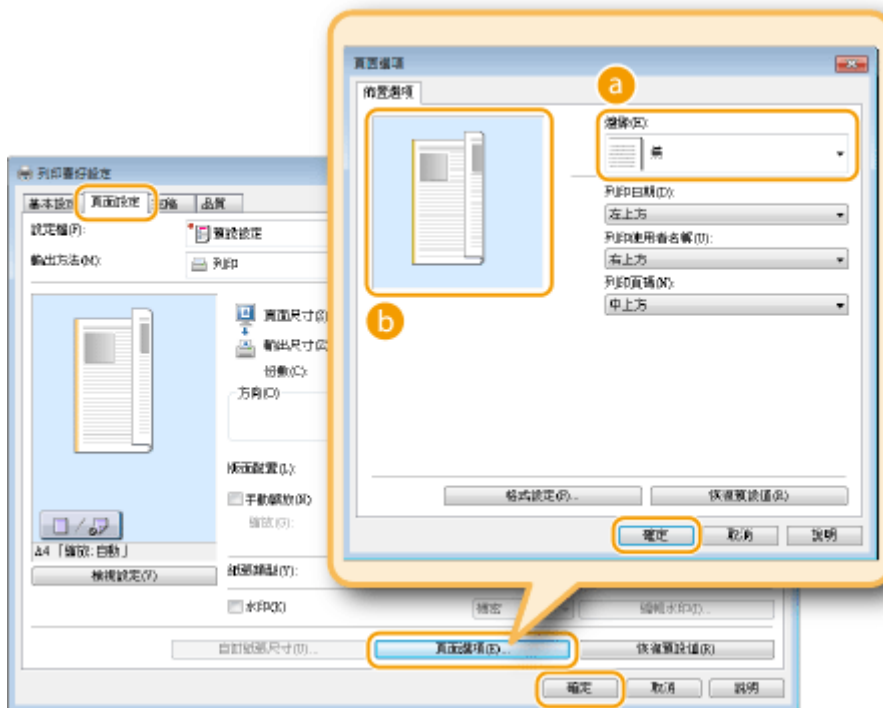 頁面選項
佈置選項
a
邊緣(E):
無
列印日期(D):
左上方
列印使用者名稱(U):
右上方
列印頁碼(N):
中上方
b
格式設定(F)...
恢復預設值(R)
確定
取消
說明
列印喜好設定
基本設定
頁面設定
品質
設定檔(F):
預設設定
輸出方法(M):
列印
頁面尺寸(S)
輸出尺寸(Z)
份數(C):
方向(O)
版面配置(L):
手動縮放(N)
縮放(G):
A4「縮放:自動」
檢視設定(V)
紙張類型(Y):
水印(K)
機密
編輯水印(I)...
自訂紙張尺寸(U)...
頁面選項(E)...
恢復預設值(R)
確定
取消
說明